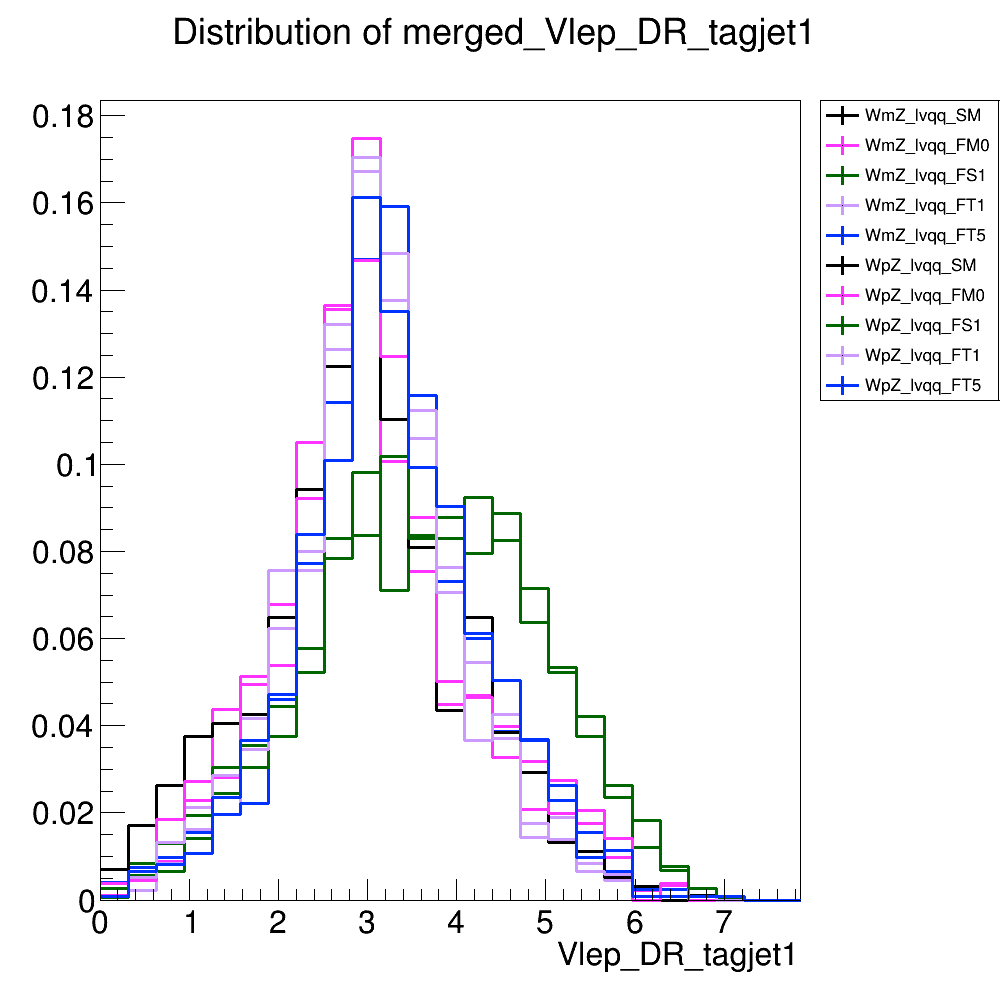 Distribution of merged_Vlep_DR_tagjet1
0.18
0.16
0.14
0.12
0.1
0.08
0.06
0.04
0.02
0
0 1 2 3 4 5 6 7
Vlep_DR_tagjet1
WmZ_lvqq_SM
WmZ_lvqq_FM0
WmZ_lvqq_FS1
WmZ_lvqq_FT1
WmZ_lvqq_FT5
WpZ_lvqq_SM
WpZ_lvqq_FM0
WpZ_lvqq_FS1
WpZ_lvqq_FT1
WpZ_lvqq_FT5